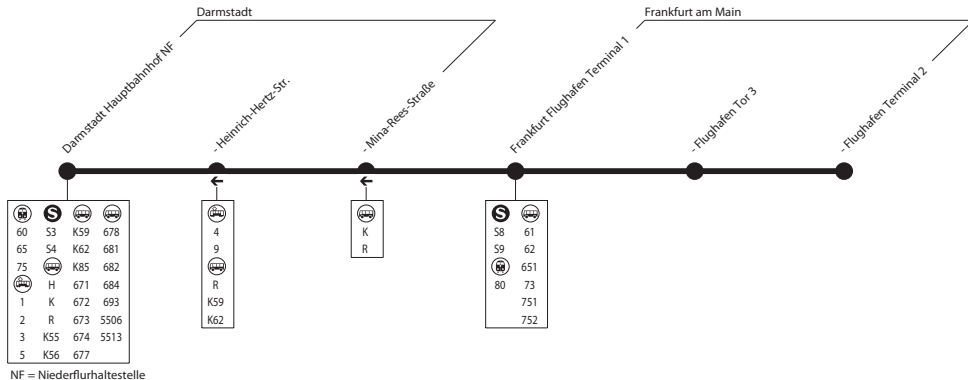 Darmstadt
Frankfurt am Main
Darmstadt Hauptbahnhof NF
- Heinrich-Hertz-Str.
- Mina-Rees-Straße
Frankfurt Flughafen Terminal 1
- Flughafen Tor 3
- Flughafen Terminal 2
S
60 S3 K59 678
65 S4 K62 681
75 K85 682
H 671 684
1 K 672 693
2 R 673 5506
3 K55 674 5513
5 K56 677
4
9
R
K59
K62
K
R
S
S8 61
S9 62
651
80 73
751
752
NF = Niederflurhaltestelle